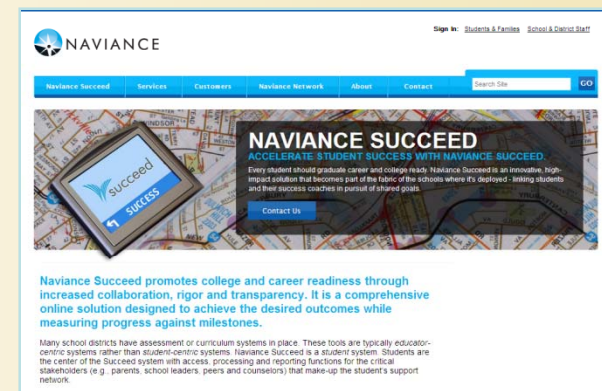 Sign In: Students & Families School & District Staff
NAVIANCE
Naviance Succeed Services Customers Naviance Network About Contact Search Site GO
WINDSOR
NAVIANCE SUCCEED
ACCELERATE STUDENT SUCCESS WITH NAVIANCE SUCCEED.
Every student should graduate career and college ready. Naviance Succeed is an innovative, high-
impact solution that becomes part of the fabric of the schools where it's deployed - linking students
and their success coaches in pursuit of shared goals.
succeed
SUCCESS
Contact Us
Naviance Succeed promotes college and career readiness through
increased collaboration, rigor and transparency. It is a comprehensive
online solution designed to achieve the desired outcomes while
measuring progress against milestones.
Many school districts have assessment or curriculum systems in place. These tools are typically educator-
centric systems rather than student-centric systems. Naviance Succeed is a student system. Students are
the center of the Succeed system with access, processing and reporting functions for the critical
stakeholders (e.g., parents, school leaders, peers and counselors) that make-up the student's support
network.